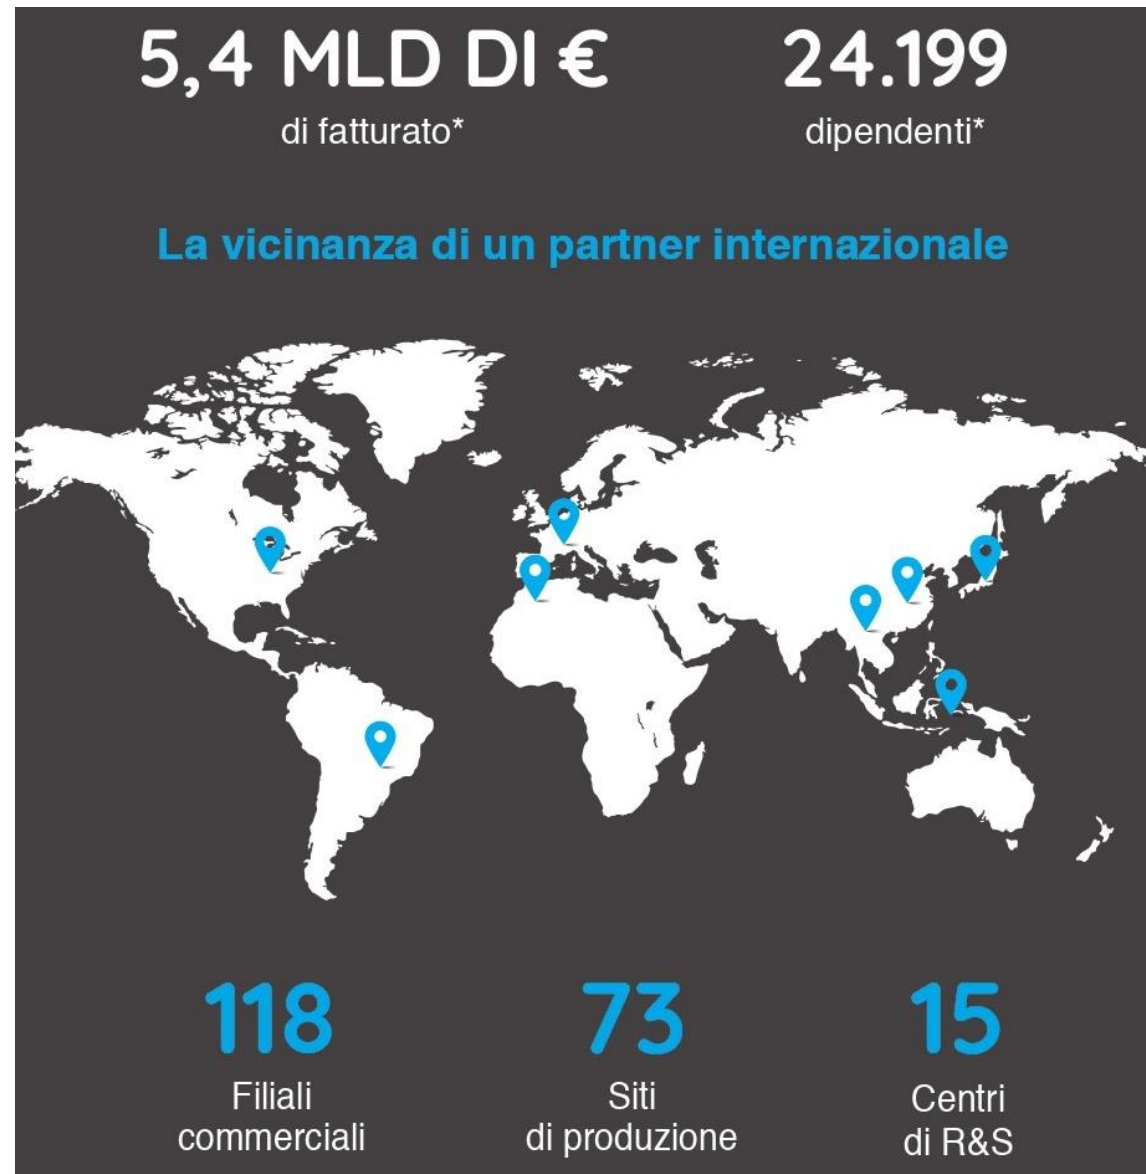 5,4 MLD DI €
di fatturato*
24.199
dipendenti*
La vicinanza di un partner internazionale
118
Filiali
commerciali
73
Siti
di produzione
15
Centri
di R&S